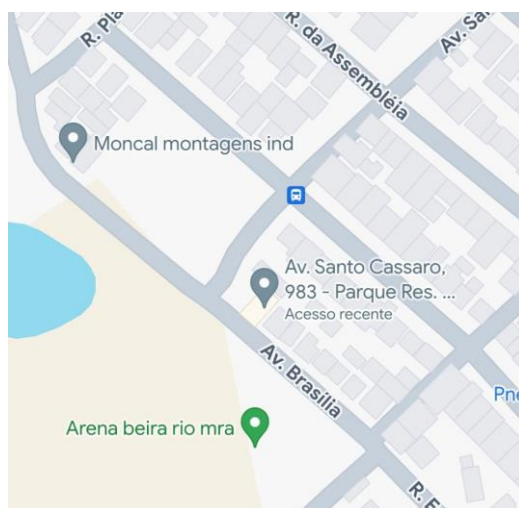 R. Pla
R. da Assembléia
Av. San
Moncal montagens ind
Av. Santo Cassaro,
983 - Parque Res. ...
Acesso recente
Av. Brasília
Pne
Arena beira rio mra
R. E